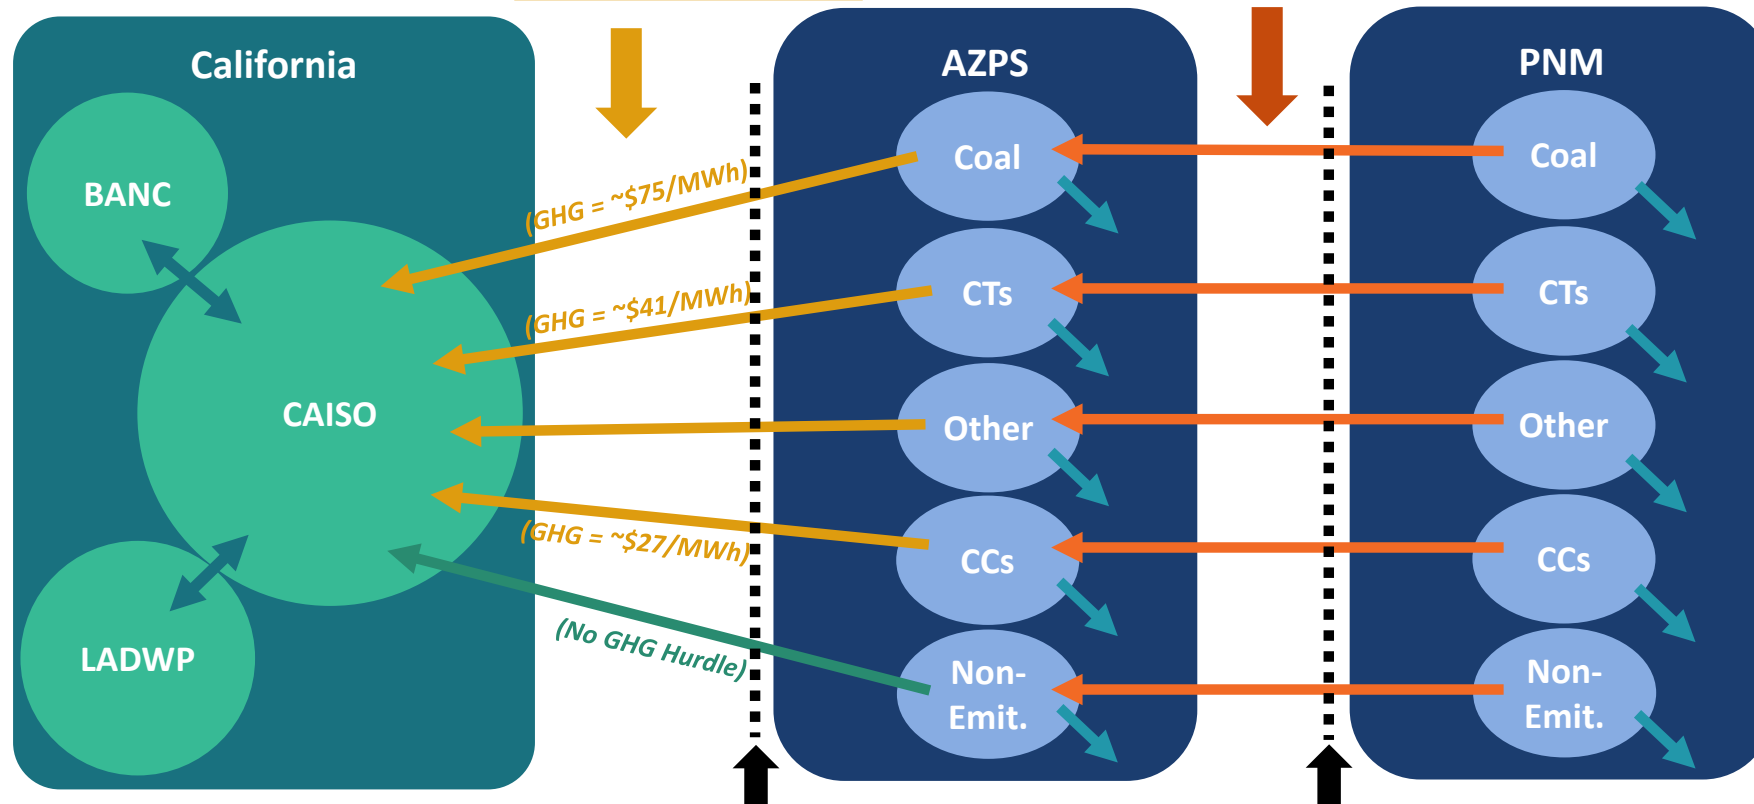 California
AZPS
PNM
BANC
CAISO
LADWP
(GHG = ~$75/MWh)
(GHG = ~$41/MWh)
(GHG = ~$27/MWh)
(No GHG Hurdle)
Coal
CTs
Other
CCs
Non-
Emit.
Coal
CTs
Other
CCs
Non-
Emit.